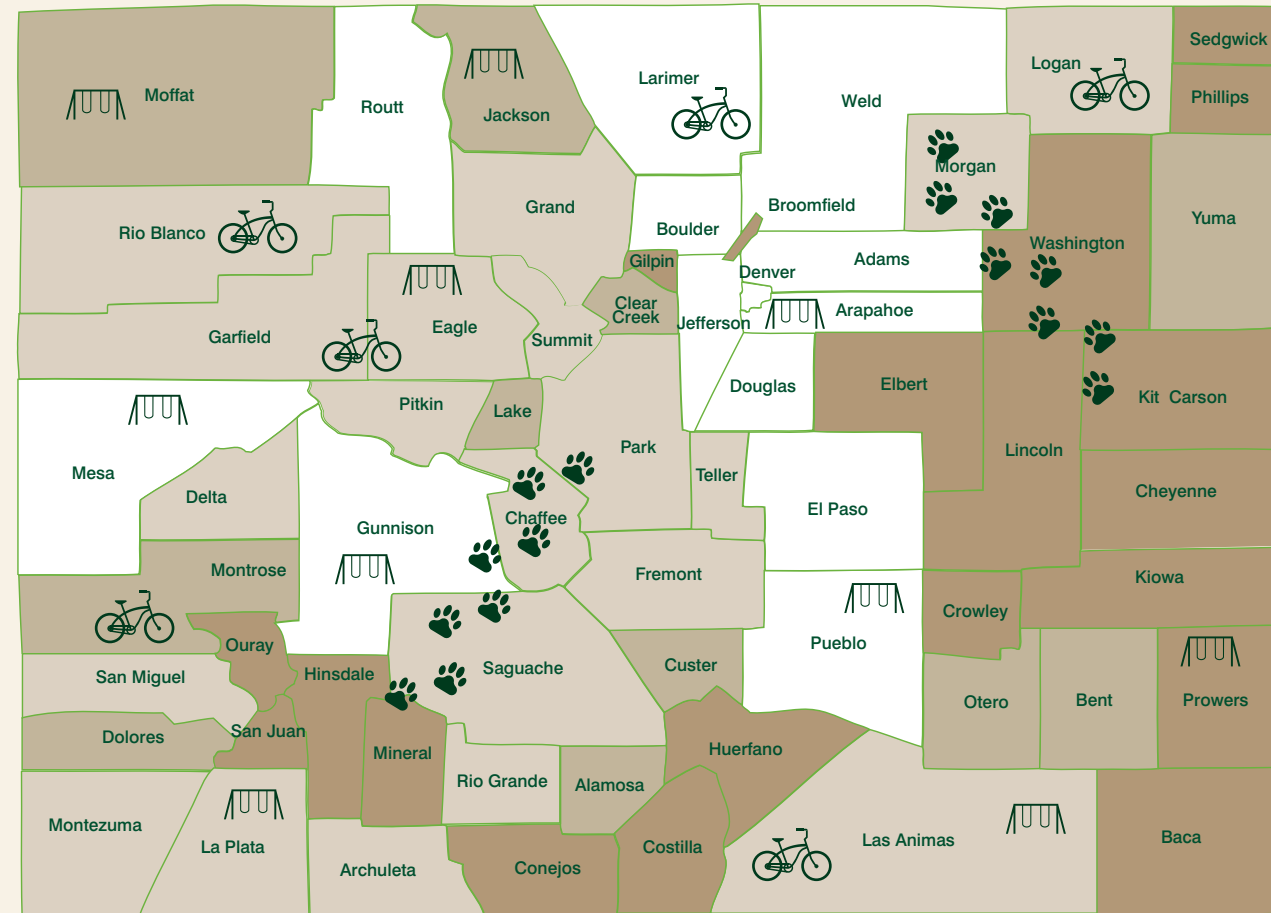 Sedgwick
Logan
Larimer
Moffat
Phillips
Weld
Routt
Jackson
Morgan
Grand
Broomfield
Yuma
Boulder
Rio Blanco
Washington
Gilpin
Adams
Denver
Clear
Creek
Arapahoe
Jefferson
Eagle
Garfield
Summit
Douglas
Elbert
Kit Carson
Pitkin
Lake
Park
Lincoln
Mesa
Teller
Delta
Cheyenne
El Paso
Chaffee
Gunnison
Montrose
Fremont
Kiowa
Crowley
Pueblo
Ouray
Custer
Saguache
Hinsdale
San Miguel
Otero
Bent
Prowers
San Juan
Dolores
Huerfano
Mineral
Rio Grande
Alamosa
Montezuma
Baca
Las Animas
La Plata
Costilla
Conejos
Archuleta